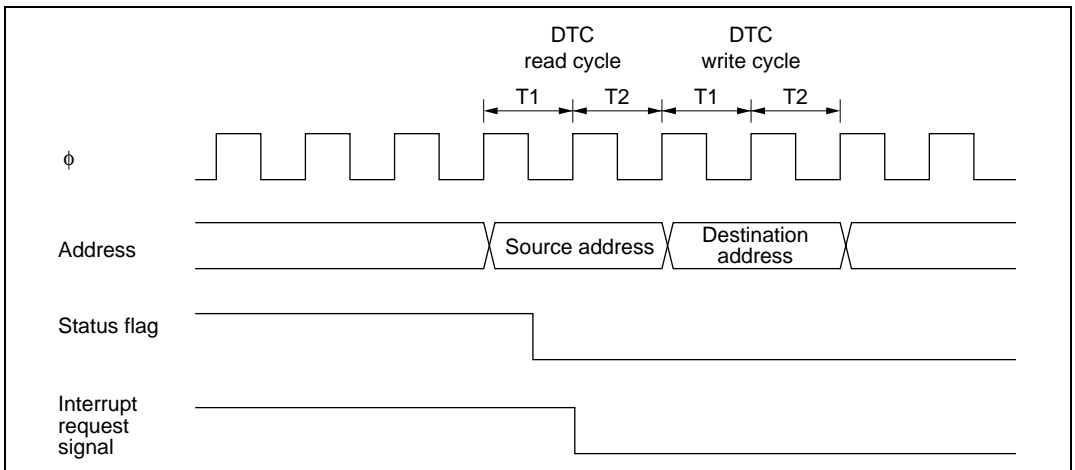 DTC
read cycle
DTC
write cycle
T1
T2
T1
T2
φ
Address
Source address
Destination
address
Status flag
Interrupt
request
signal